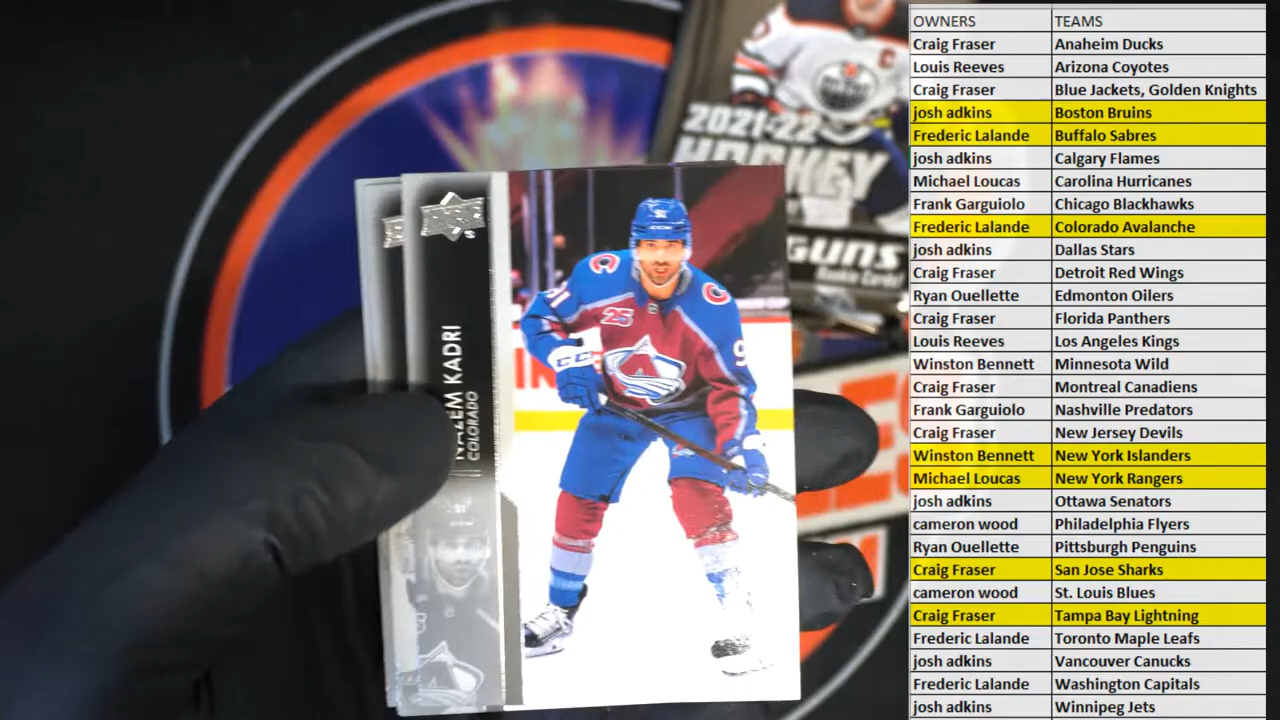 OWNERS TEAMS
Craig Fraser Anaheim Ducks
Louis Reeves Arizona Coyotes
Craig Fraser Blue Jackets, Golden Knights
josh adkins Boston Bruins
Frederic Lalande Buffalo Sabres
josh adkins Calgary Flames
Michael Loucas Carolina Hurricanes
Frank Garguiolo Chicago Blackhawks
Frederic Lalande Colorado Avalanche
josh adkins Dallas Stars
Craig Fraser Detroit Red Wings
Ryan Ouellette Edmonton Oilers
Craig Fraser Florida Panthers
Louis Reeves Los Angeles Kings
Winston Bennett Minnesota Wild
Craig Fraser Montreal Canadiens
Frank Garguiolo Nashville Predators
Craig Fraser New Jersey Devils
Winston Bennett New York Islanders
Michael Loucas New York Rangers
josh adkins Ottawa Senators
cameron wood Philadelphia Flyers
Ryan Ouellette Pittsburgh Penguins
Craig Fraser San Jose Sharks
cameron wood St. Louis Blues
Craig Fraser Tampa Bay Lightning
Frederic Lalande Toronto Maple Leafs
josh adkins Vancouver Canucks
Frederic Lalande Washington Capitals
josh adkins Winnipeg Jets
2021-22
HOCKEY
GUNS
Rookie Cards!
NAZEM KADRI
COLORADO
91
25
CCM